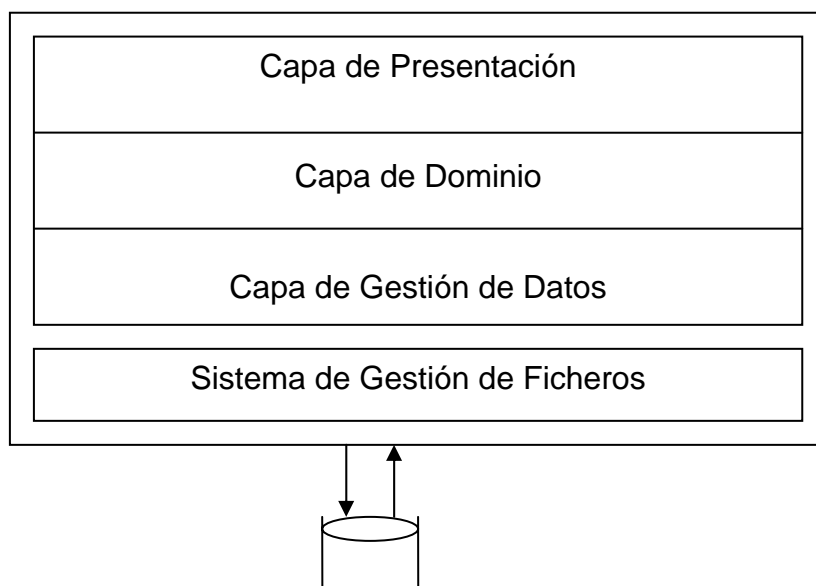 Capa de Presentación
Capa de Dominio
Capa de Gestión de Datos
Sistema de Gestión de Ficheros